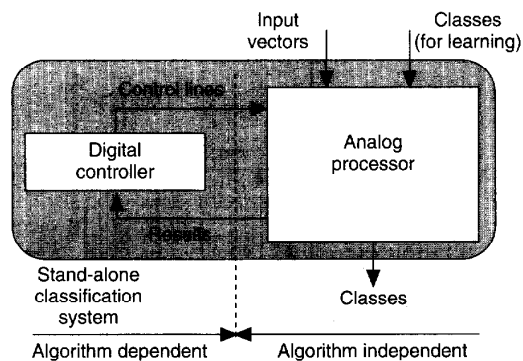 Input
vectors
Classes
(for learning)
Control lines
Digital
controller
Analog
processor
Results
Stand-alone
classification
system
Classes
Algorithm dependent
Algorithm independent